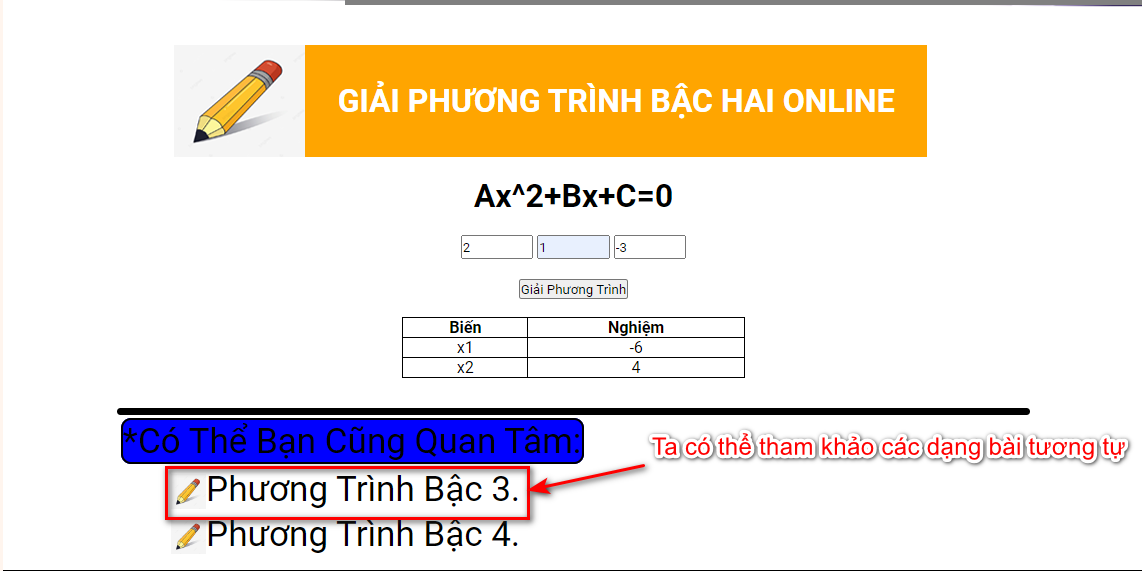 GIẢI PHƯƠNG TRÌNH BẬC HAI ONLINE
Ax^2+Bx+C=0
2 1 -3
Giải Phương Trình
Biến Nghiệm
x1 -6
x2 4
*Có Thể Bạn Cũng Quan Tâm:
Ta có thể tham khảo các dạng bài tương tự
Phương Trình Bậc 3.
Phương Trình Bậc 4.